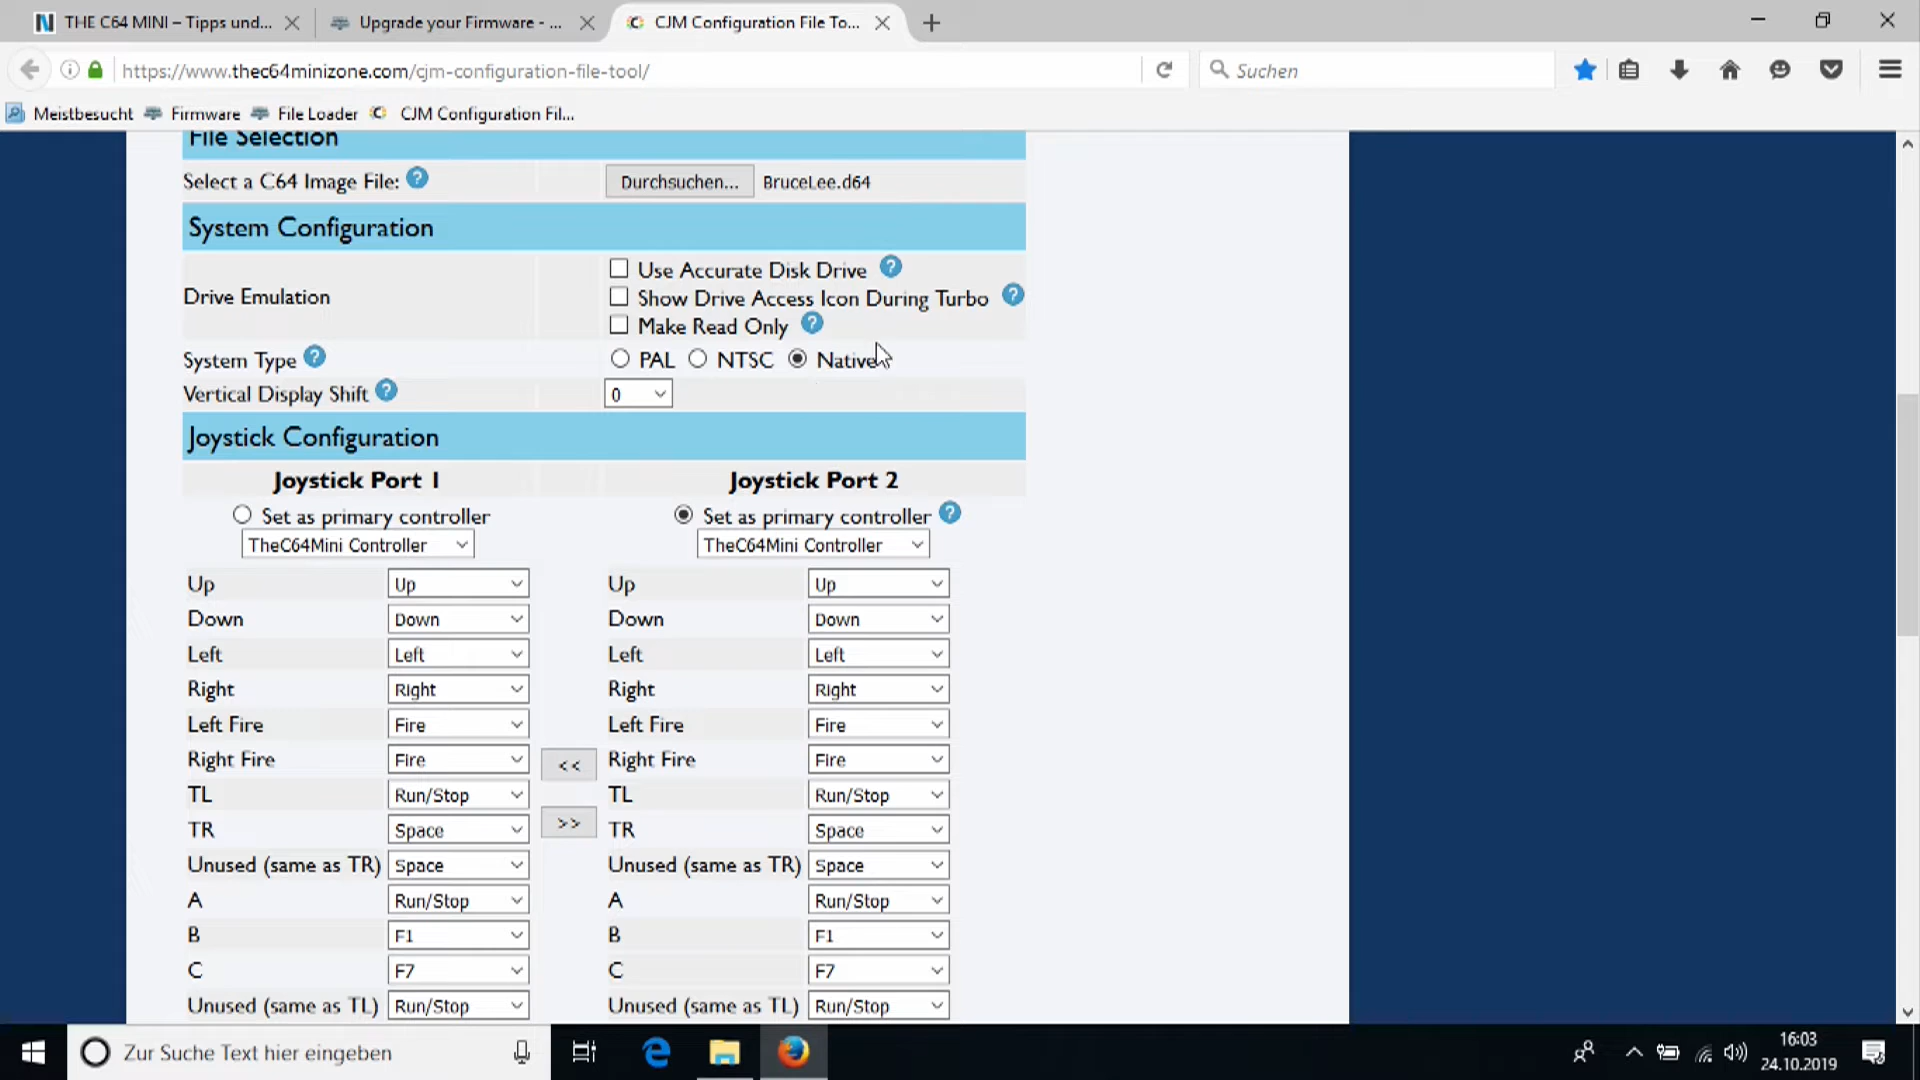 THE C64 MINI – Tipps und...
Upgrade your Firmware - ...
CJM Configuration File To...
https://www.thec64minizone.com/cjm-configuration-file-tool/
Suchen
Meistbesucht Firmware File Loader CJM Configuration Fil...
File Selection
Select a C64 Image File: ? Durchsuchen... BruceLee.d64
System Configuration
Drive Emulation
Use Accurate Disk Drive ?
Show Drive Access Icon During Turbo ?
Make Read Only ?
System Type ? PAL NTSC Native
Vertical Display Shift ? 0
Joystick Configuration
Joystick Port 1 Joystick Port 2
Set as primary controller Set as primary controller ?
TheC64Mini Controller TheC64Mini Controller
Up Up Up Up
Down Down Down Down
Left Left Left Left
Right Right Right Right
Left Fire Fire Left Fire Fire
Right Fire Fire << Right Fire Fire
TL Run/Stop TL Run/Stop
TR Space >> TR Space
Unused (same as TR) Space Unused (same as TR) Space
A Run/Stop A Run/Stop
B F1 B F1
C F7 C F7
Unused (same as TL) Run/Stop Unused (same as TL) Run/Stop
Zur Suche Text hier eingeben
16:03
24.10.2019